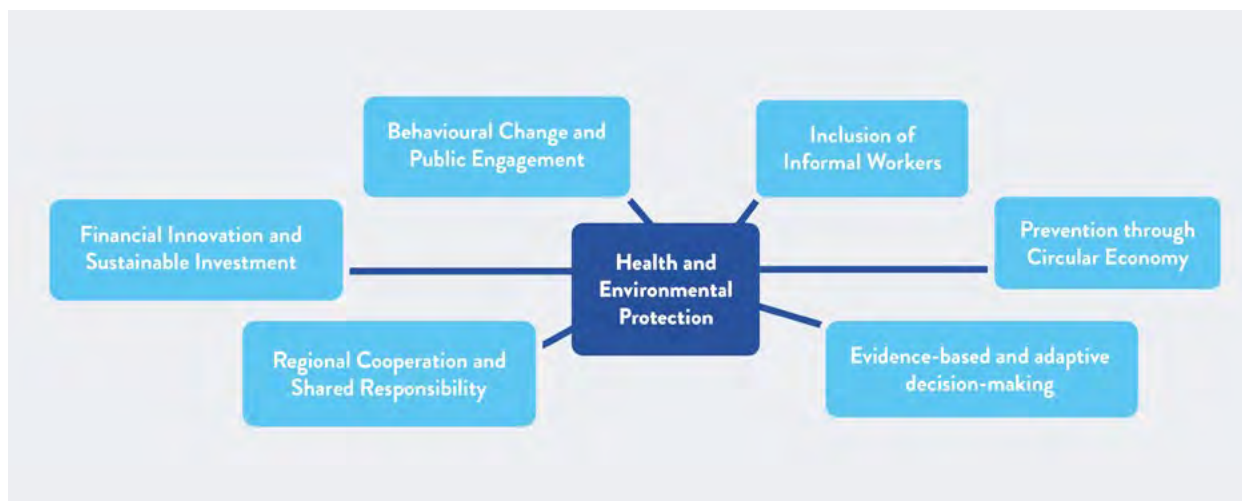 Behavioural Change and
Public Engagement
Inclusion of
Informal Workers
Financial Innovation and
Sustainable Investment
Health and
Environmental
Protection
Prevention through
Circular Economy
Regional Cooperation and
Shared Responsibility
Evidence-based and adaptive
decision-making